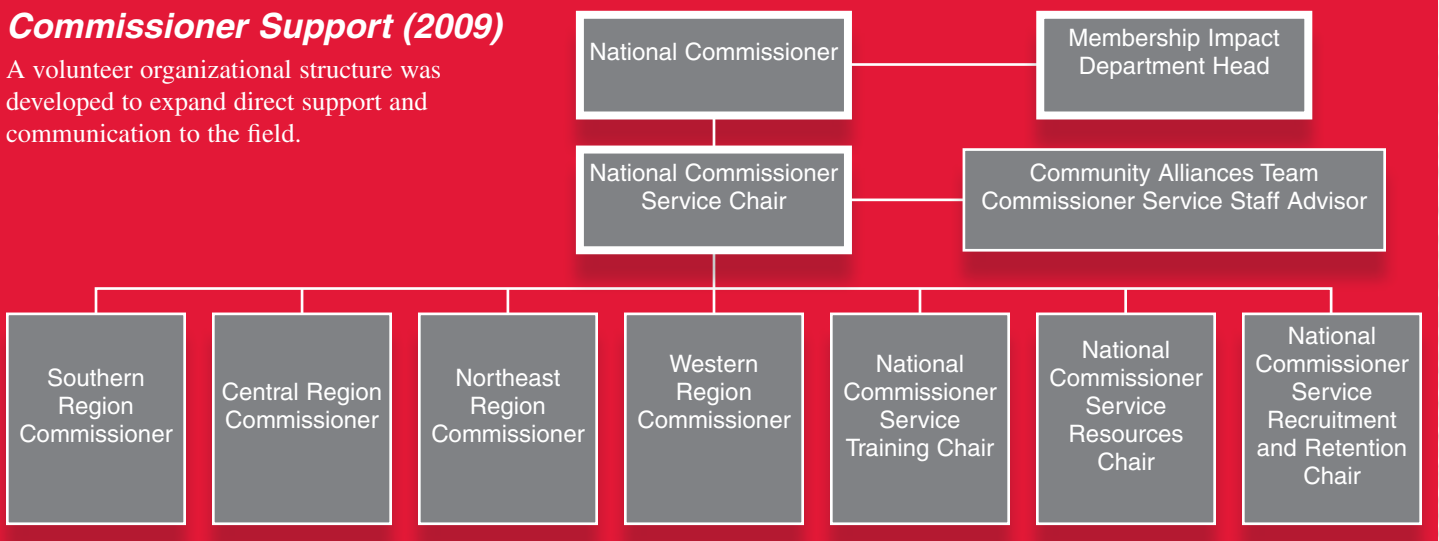 Commissioner Support (2009)
A volunteer organizational structure was
developed to expand direct support and
communication to the field.
National Commissioner
Membership Impact
Department Head
National Commissioner
Service Chair
Community Alliances Team
Commissioner Service Staff Advisor
Southern
Region
Commissioner
Central Region
Commissioner
Northeast
Region
Commissioner
Western
Region
Commissioner
National
Commissioner
Service
Training Chair
National
Commissioner
Service
Resources
Chair
National
Commissioner
Service
Recruitment
and Retention
Chair